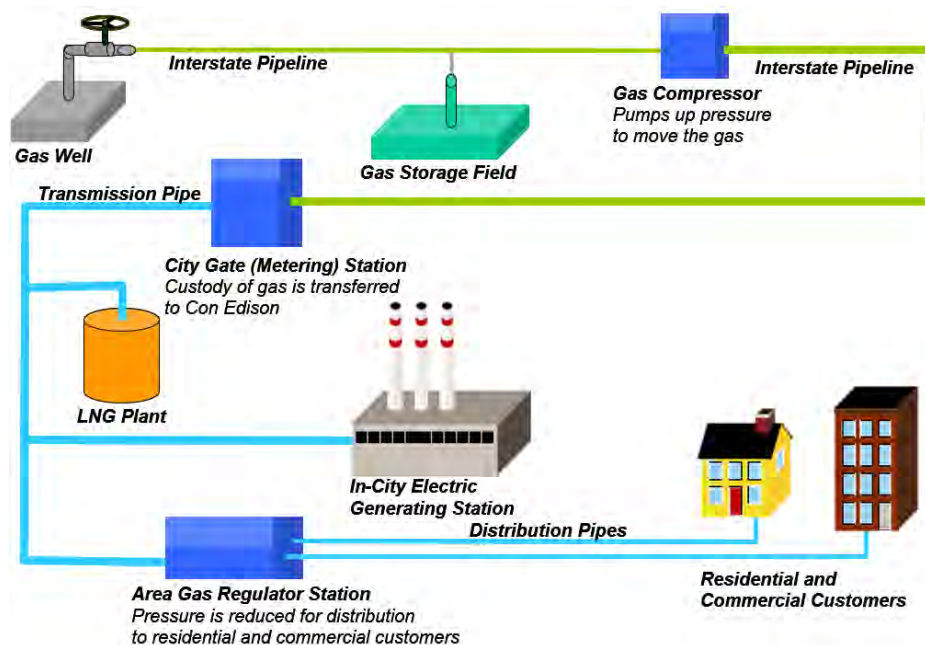 Interstate Pipeline
Interstate Pipeline
Gas Compressor
Pumps up pressure
to move the gas
Gas Well
Gas Storage Field
Transmission Pipe
City Gate (Metering) Station
Custody of gas is transferred
to Con Edison
LNG Plant
In-City Electric
Generating Station
Distribution Pipes
Residential and
Commercial Customers
Area Gas Regulator Station
Pressure is reduced for distribution
to residential and commercial customers